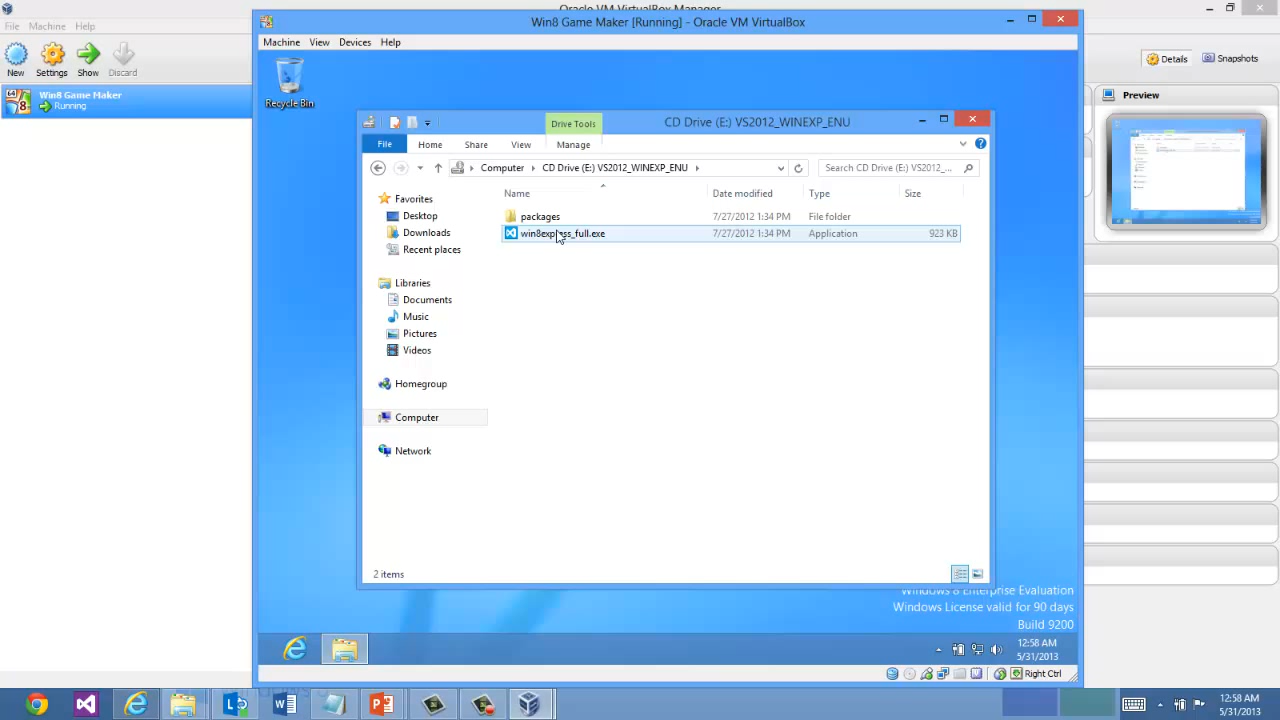 Oracle VM VirtualBox Manager
Win8 Game Maker [Running] - Oracle VM VirtualBox
File Machine Help
Machine View Devices Help
New Settings Show Discard
Details Snapshots
Win8 Game Maker
Running
Preview
Recycle Bin
Drive Tools
CD Drive (E:) VS2012_WINEXP_ENU
File Home Share View Manage
Computer CD Drive (E:) VS2012_WINEXP_ENU
Search CD Drive (E:) VS2012_...
Name Date modified Type Size
Favorites
Desktop
Downloads
Recent places
Libraries
Documents
Music
Pictures
Videos
Homegroup
Computer
Network
packages 7/27/2012 1:34 PM File folder
win8express_full.exe 7/27/2012 1:34 PM Application 923 KB
2 items
Windows 8 Enterprise Evaluation
Windows License valid for 90 days
Build 9200
12:58 AM
5/31/2013
Right Ctrl
12:58 AM
5/31/2013